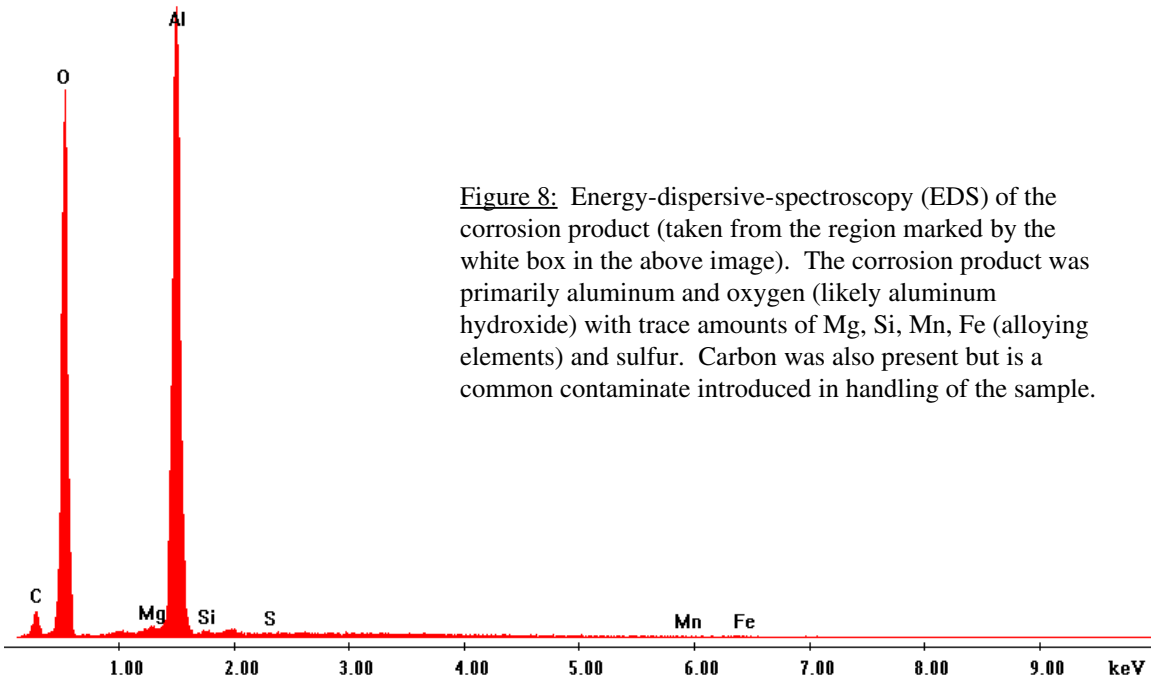 Al
O
Figure 8: Energy-dispersive-spectroscopy (EDS) of the
corrosion product (taken from the region marked by the
white box in the above image). The corrosion product was
primarily aluminum and oxygen (likely aluminum
hydroxide) with trace amounts of Mg, Si, Mn, Fe (alloying
elements) and sulfur. Carbon was also present but is a
common contaminate introduced in handling of the sample.
C Mg Si S Mn Fe
1.00 2.00 3.00 4.00 5.00 6.00 7.00 8.00 9.00 keV